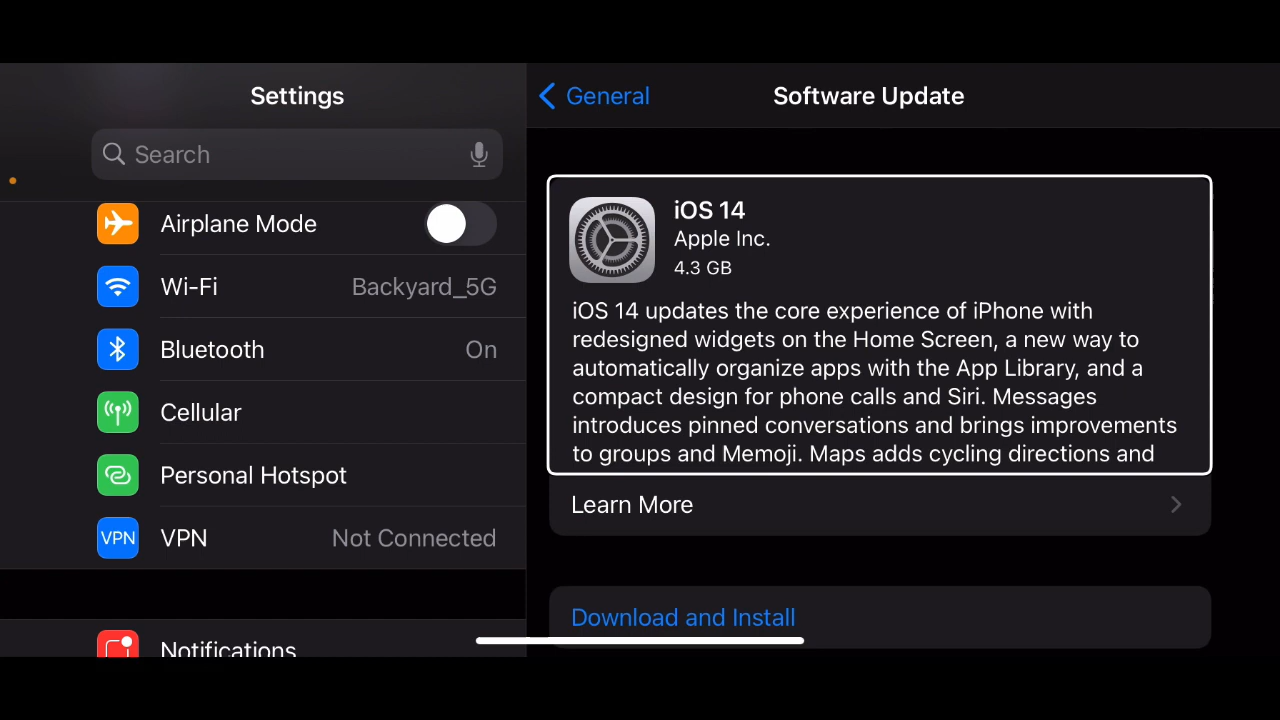 Settings
Search
Airplane Mode
Wi-Fi Backyard_5G
Bluetooth On
Cellular
Personal Hotspot
VPN VPN Not Connected
Notifications
General Software Update
iOS 14
Apple Inc.
4.3 GB
iOS 14 updates the core experience of iPhone with
redesigned widgets on the Home Screen, a new way to
automatically organize apps with the App Library, and a
compact design for phone calls and Siri. Messages
introduces pinned conversations and brings improvements
to groups and Memoji. Maps adds cycling directions and
Learn More
Download and Install